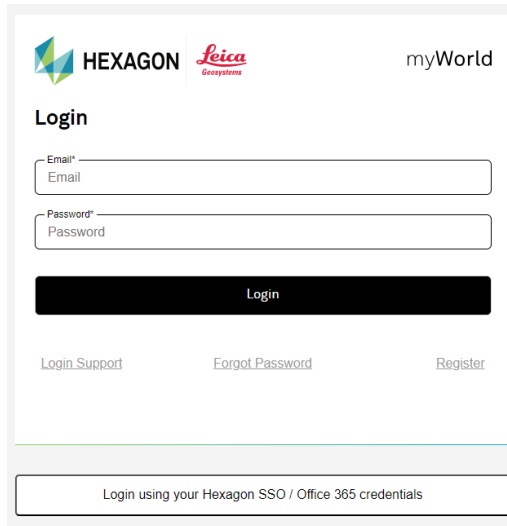 HEXAGON Leica Geosystems myWorld
Login
Email*
Email
Password*
Password
Login
Login Support Forgot Password Register
Login using your Hexagon SSO / Office 365 credentials